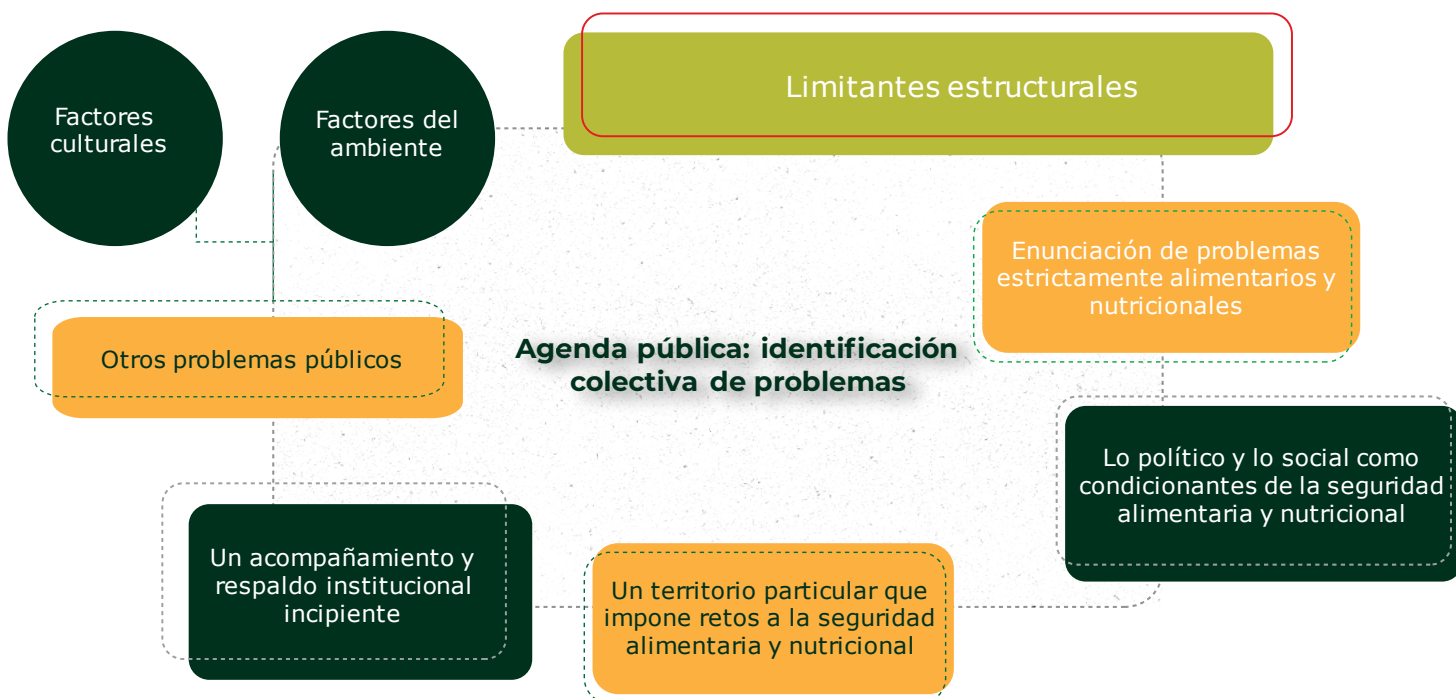 Factores
culturales
Factores del
ambiente
Limitantes estructurales
Enunciación de problemas
estrictamente alimentarios y
nutricionales
Otros problemas públicos
Agenda pública: identificación
colectiva de problemas
Lo político y lo social como
condicionantes de la seguridad
alimentaria y nutricional
Un acompañamiento y
respaldo institucional
incipiente
Un territorio particular que
impone retos a la seguridad
alimentaria y nutricional